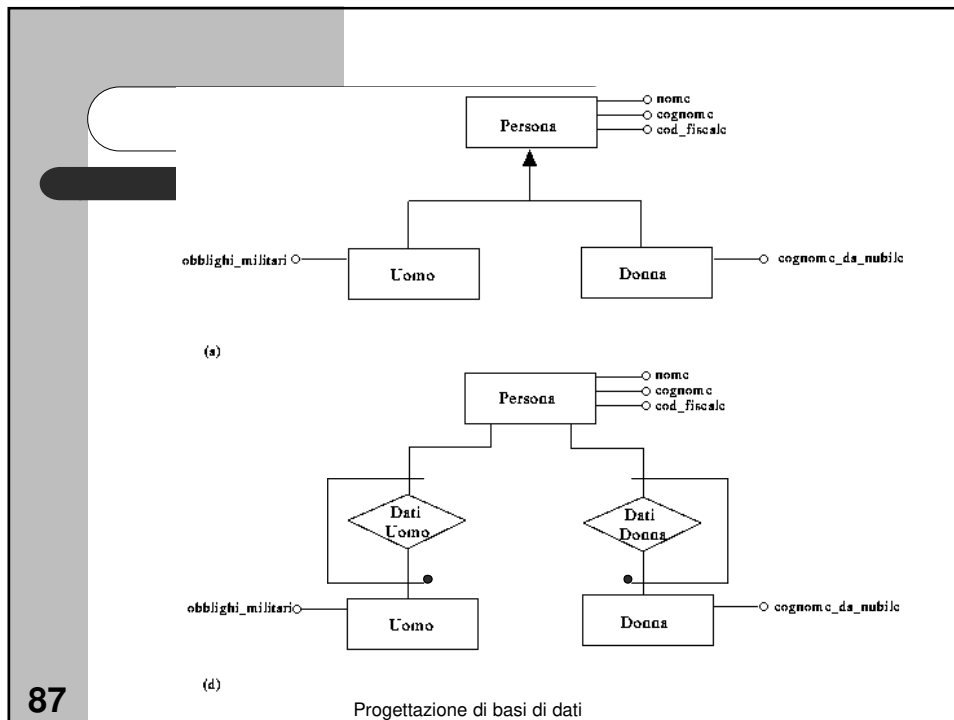 nome
cognome
cod_fiscale
Persona
obblighi_militari
Uomo
Donna
cognome_da_nubile
(a)
nome
cognome
cod_fiscale
Persona
Dati
Uomo
Dati
Donna
obblighi_militari
Uomo
Donna
cognome_da_nubile
(d)
87
Progettazione di basi di dati